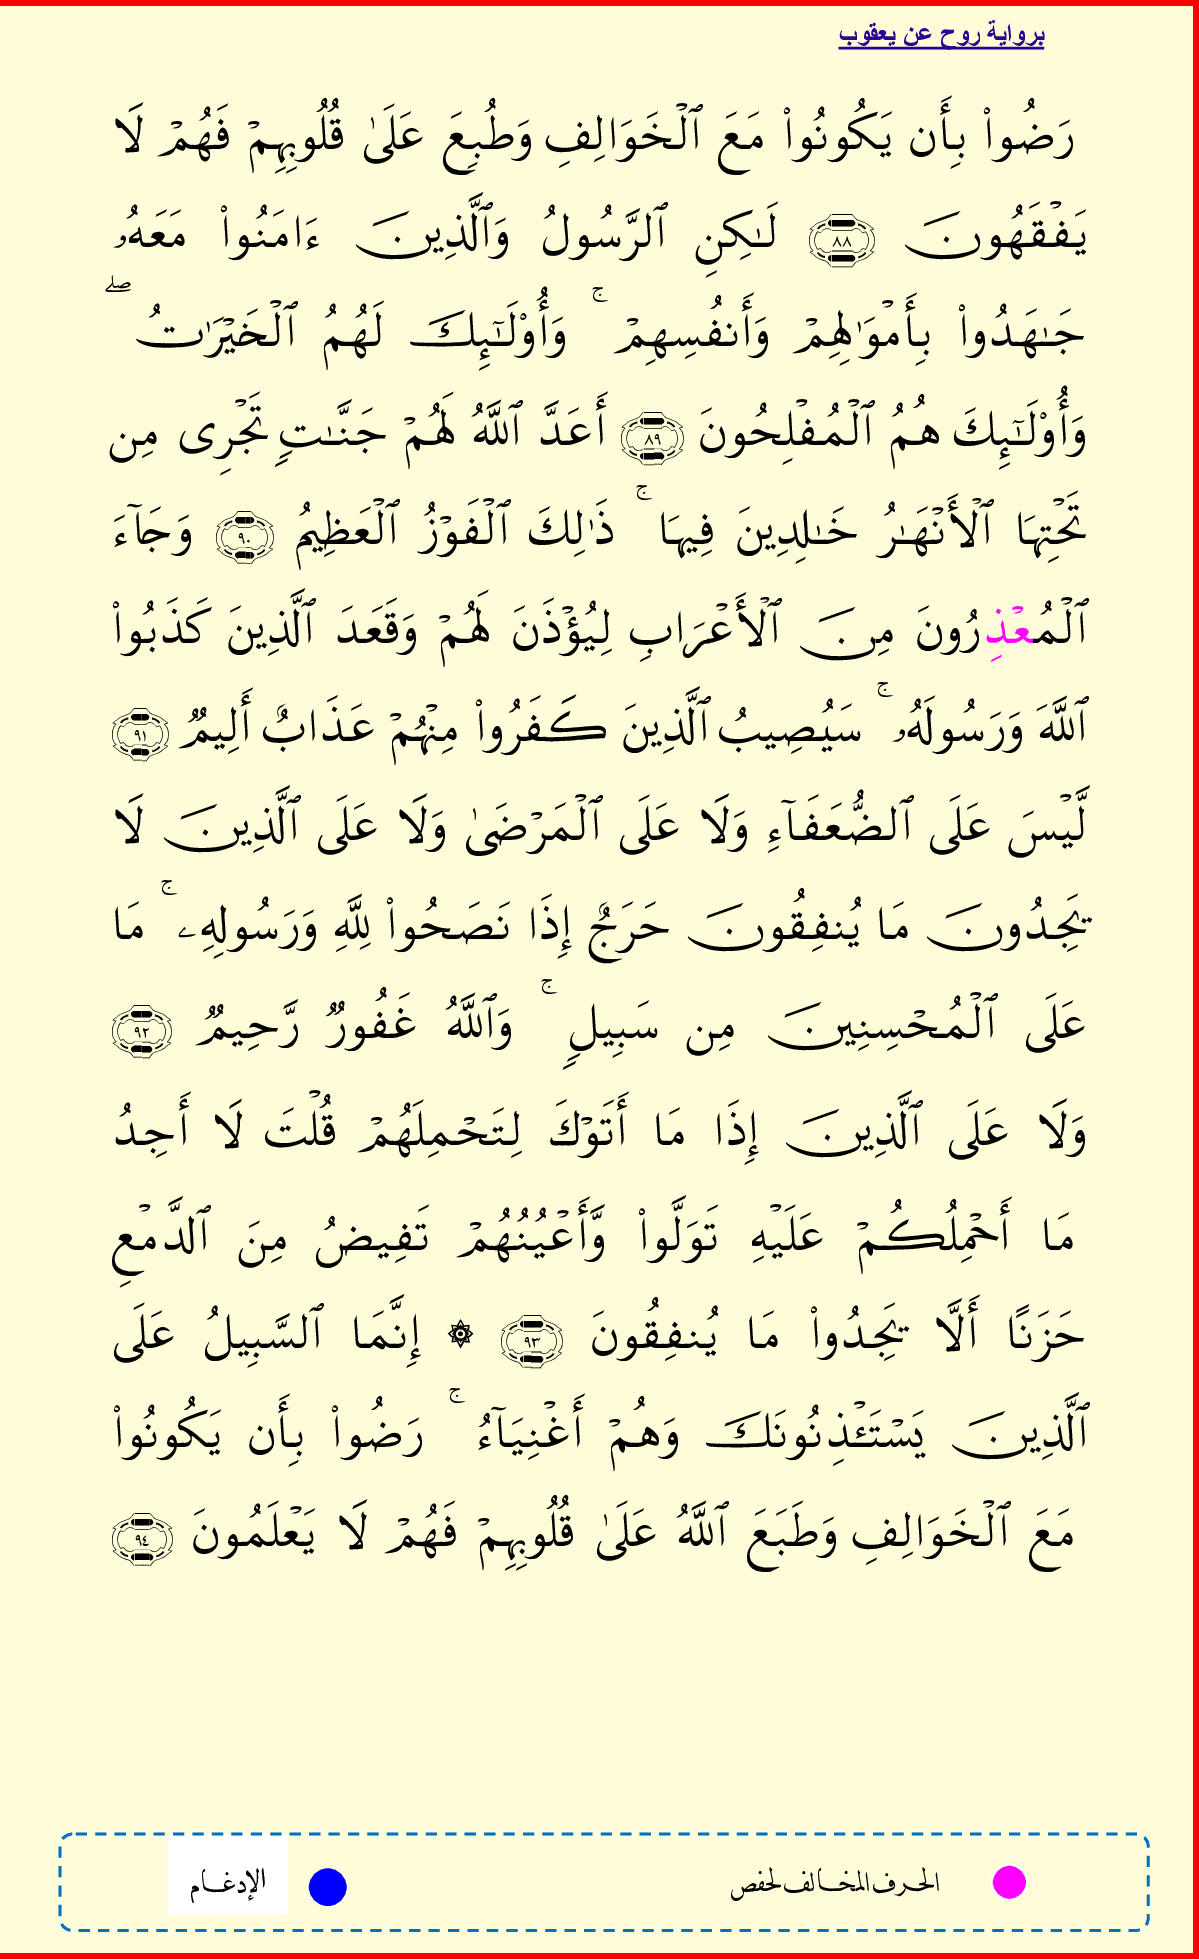 برواية روح عن يعقوب
رَضُوا۟ بِأَن يَكُونُوا۟ مَعَ ٱلْخَوَالِفِ وَطُبِعَ عَلَىٰ قُلُوبِهِمْ فَهُمْ لَا
يَفْقَهُونَ ٨٨ لَـٰكِنِ ٱلرَّسُولُ وَٱلَّذِينَ ءَامَنُوا۟ مَعَهُۥ
جَـٰهَدُوا۟ بِأَمْوَٰلِهِمْ وَأَنفُسِهِمْ ۚ وَأُو۟لَـٰٓئِكَ لَهُمُ ٱلْخَيْرَٰتُ ۖ
وَأُو۟لَـٰٓئِكَ هُمُ ٱلْمُفْلِحُونَ ٨٩ أَعَدَّ ٱللَّهُ لَهُمْ جَنَّـٰتٍ تَجْرِى مِن
تَحْتِهَا ٱلْأَنْهَـٰرُ خَـٰلِدِينَ فِيهَا ۚ ذَٰلِكَ ٱلْفَوْزُ ٱلْعَظِيمُ ٩٠ وَجَآءَ
ٱلْمُعْذِرُونَ مِنَ ٱلْأَعْرَابِ لِيُؤْذَنَ لَهُمْ وَقَعَدَ ٱلَّذِينَ كَذَبُوا۟
ٱللَّهَ وَرَسُولَهُۥ ۚ سَيُصِيبُ ٱلَّذِينَ كَفَرُوا۟ مِنْهُمْ عَذَابٌ أَلِيمٌ ٩١
لَّيْسَ عَلَى ٱلضُّعَفَآءِ وَلَا عَلَى ٱلْمَرْضَىٰ وَلَا عَلَى ٱلَّذِينَ لَا
يَجِدُونَ مَا يُنفِقُونَ حَرَجٌ إِذَا نَصَحُوا۟ لِلَّهِ وَرَسُولِهِۦ ۚ مَا
عَلَى ٱلْمُحْسِنِينَ مِن سَبِيلٍ ۚ وَٱللَّهُ غَفُورٌ رَّحِيمٌ ٩٢
وَلَا عَلَى ٱلَّذِينَ إِذَا مَا أَتَوْكَ لِتَحْمِلَهُمْ قُلْتَ لَا أَجِدُ
مَا أَحْمِلُكُمْ عَلَيْهِ تَوَلَّوا۟ وَّأَعْيُنُهُمْ تَفِيضُ مِنَ ٱلدَّمْعِ
حَزَنًا أَلَّا يَجِدُوا۟ مَا يُنفِقُونَ ٩٣ ۞ إِنَّمَا ٱلسَّبِيلُ عَلَى
ٱلَّذِينَ يَسْتَـْٔذِنُونَكَ وَهُمْ أَغْنِيَآءُ ۚ رَضُوا۟ بِأَن يَكُونُوا۟
مَعَ ٱلْخَوَالِفِ وَطَبَعَ ٱللَّهُ عَلَىٰ قُلُوبِهِمْ فَهُمْ لَا يَعْلَمُونَ ٩٤
الحرف المخالف لحفص
الإدغام